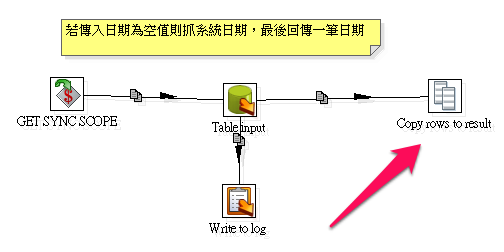 若傳入日期為空值則抓系統日期，最後回傳一筆日期
GET SYNC SCOPE
Table input
Copy rows to result
Write to log